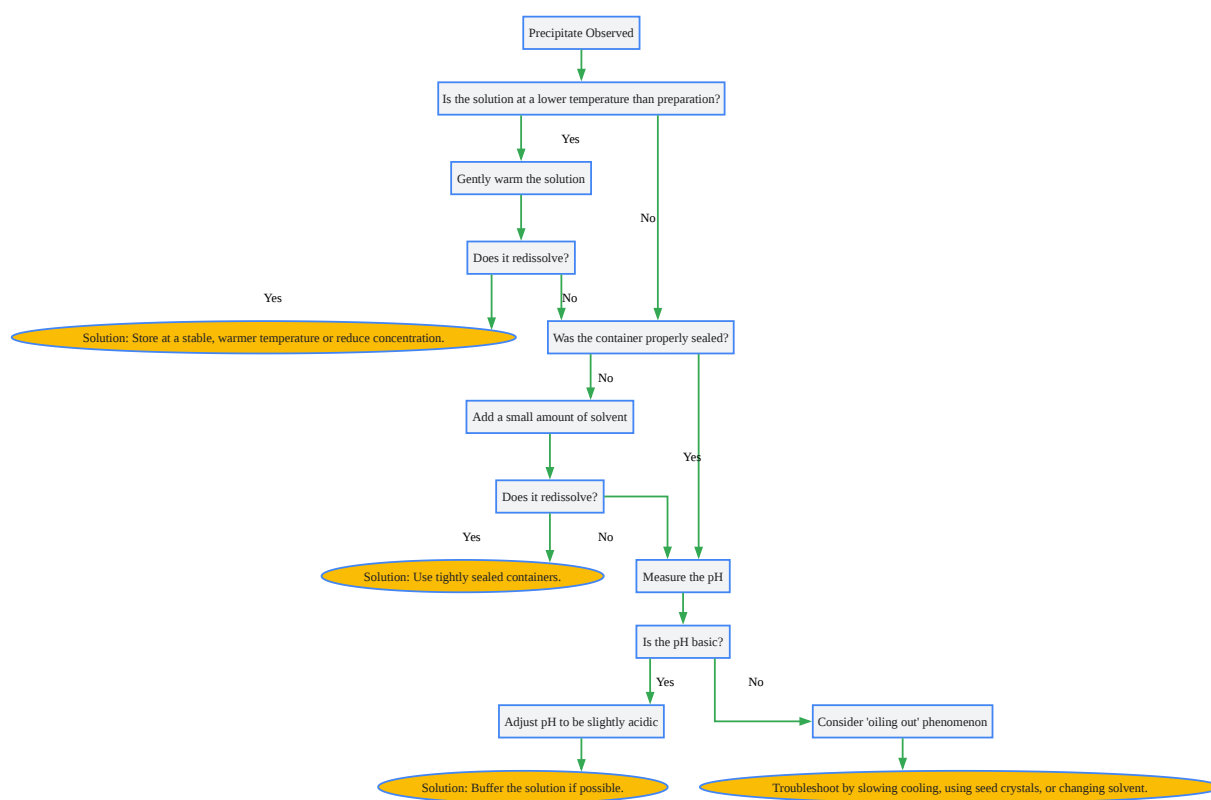 Precipitate Observed
Is the solution at a lower temperature than preparation?
Yes
Gently warm the solution
No
Does it redissolve?
Yes
No
Solution: Store at a stable, warmer temperature or reduce concentration.
Was the container properly sealed?
No
Add a small amount of solvent
Yes
Does it redissolve?
Yes
No
Solution: Use tightly sealed containers.
Measure the pH
Is the pH basic?
Yes
No
Adjust pH to be slightly acidic
Consider 'oiling out' phenomenon
Solution: Buffer the solution if possible.
Troubleshoot by slowing cooling, using seed crystals, or changing solvent.